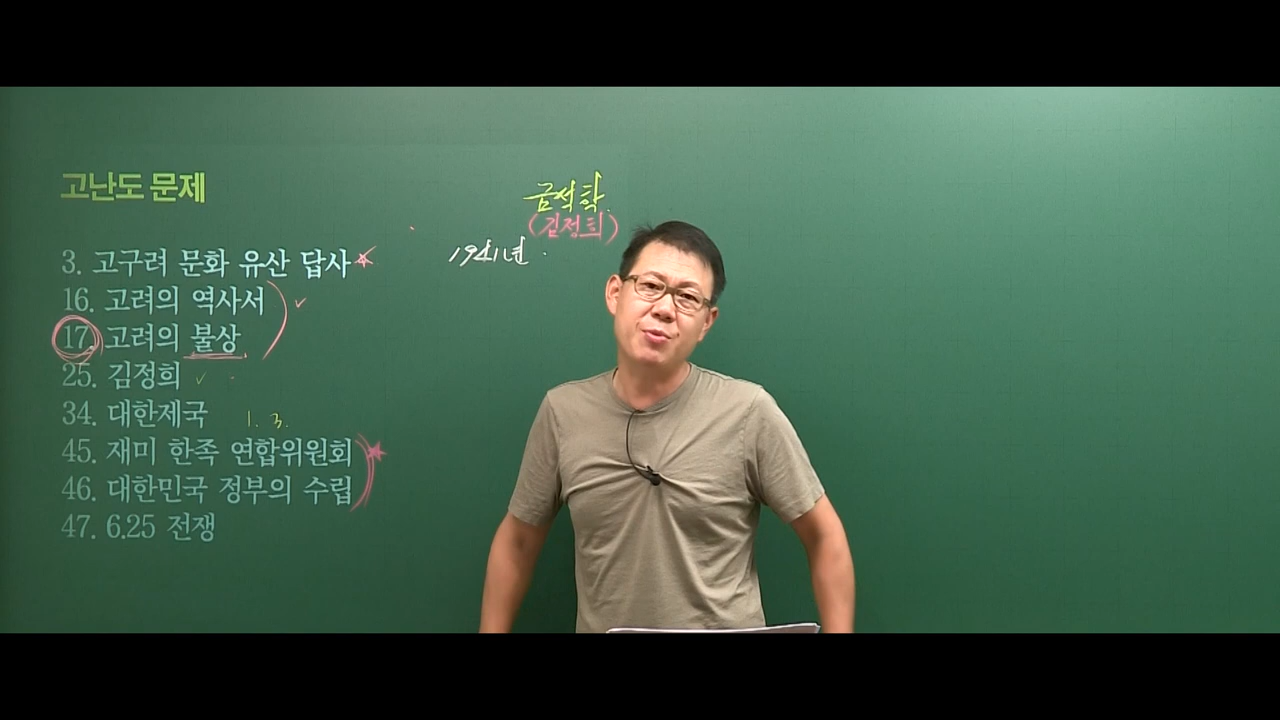 고난도 문제
3. 고구려 문화 유산 답사
16. 고려의 역사서
17. 고려의 불상
25. 김정희
34. 대한제국
1. 3.
45. 재미 한족 연합위원회
46. 대한민국 정부의 수립
47. 6.25 전쟁
금석학
(김정희)
1941년